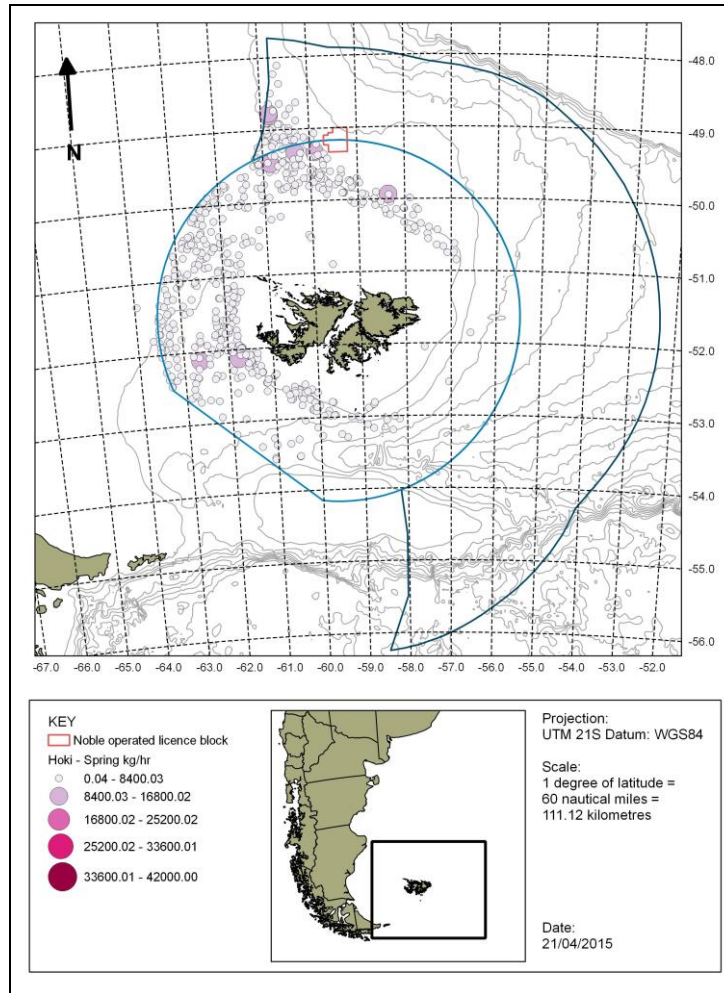 N
-48.0
-49.0
-50.0
-51.0
-52.0
-53.0
-54.0
-55.0
-56.0
-67.0 -66.0 -65.0 -64.0 -63.0 -62.0 -61.0 -60.0 -59.0 -58.0 -57.0 -56.0 -55.0 -54.0 -53.0 -52.0
KEY
Noble operated licence block
Hoki - Spring kg/hr
0.04 - 8400.03
8400.03 - 16800.02
16800.02 - 25200.02
25200.02 - 33600.01
33600.01 - 42000.00
Projection:
UTM 21S Datum: WGS84
Scale:
1 degree of latitude =
60 nautical miles =
111.12 kilometres
Date:
21/04/2015